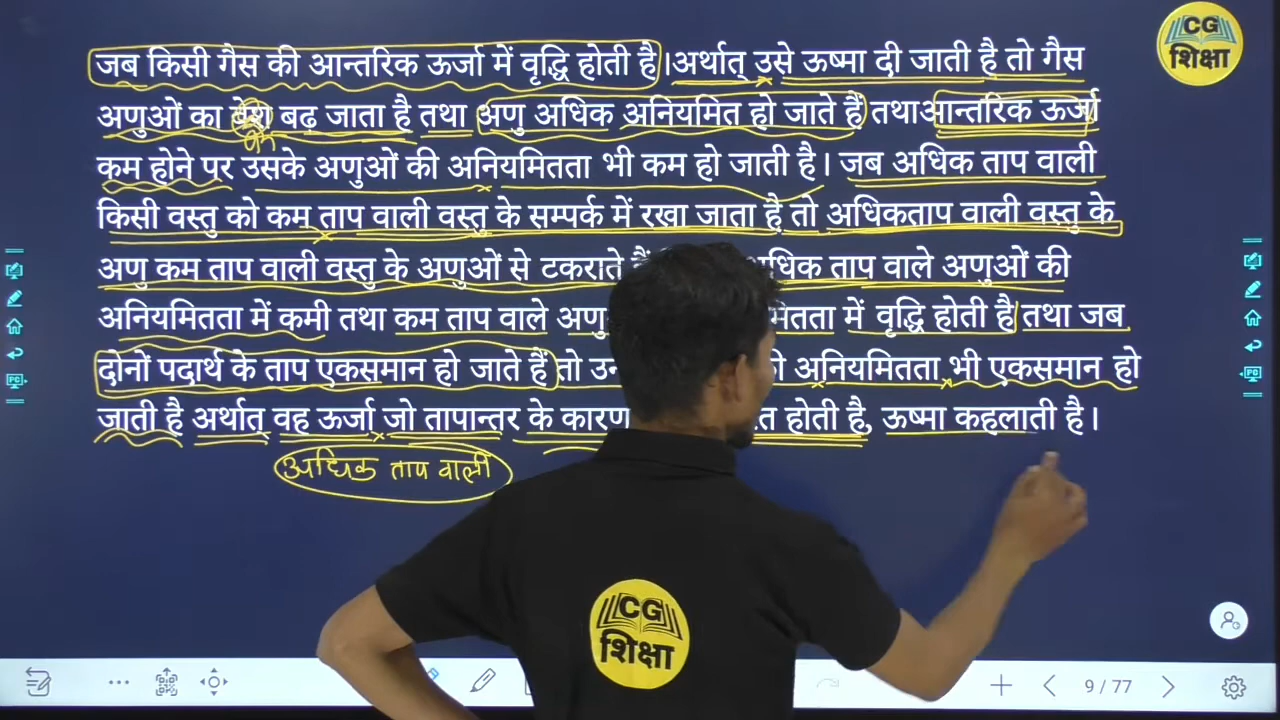 जब किसी गैस की आन्तरिक ऊर्जा में वृद्धि होती है।अर्थात् उसे ऊष्मा दी जाती है तो गैस
अणुओं का बढ़ जाता है तथा अणु अधिक अनियमित हो जाते हैं तथाआन्तरिक ऊर्जा
कम होने पर उसके अणुओं की अनियमितता भी कम हो जाती है। जब अधिक ताप वाली
किसी वस्तु को कम ताप वाली वस्तु के सम्पर्क में रखा जाता है तो अधिकताप वाली वस्तु के
अणु कम ताप वाली वस्तु के अणुओं से टकराते ताप वाले अणुओं की
अनियमितता में कमी तथा कम ताप वाले में वृद्धि होती है तथा जब
दोनों पदार्थ के ताप एकसमान हो जाते हैं तो अनियमितता भी एकसमान हो
जाती है अर्थात् वह ऊर्जा जो तापान्तर के कारण होती है, ऊष्मा कहलाती है।
अधिक ताप वाली
CG
शिक्षा
CG
शिक्षा
9 / 77